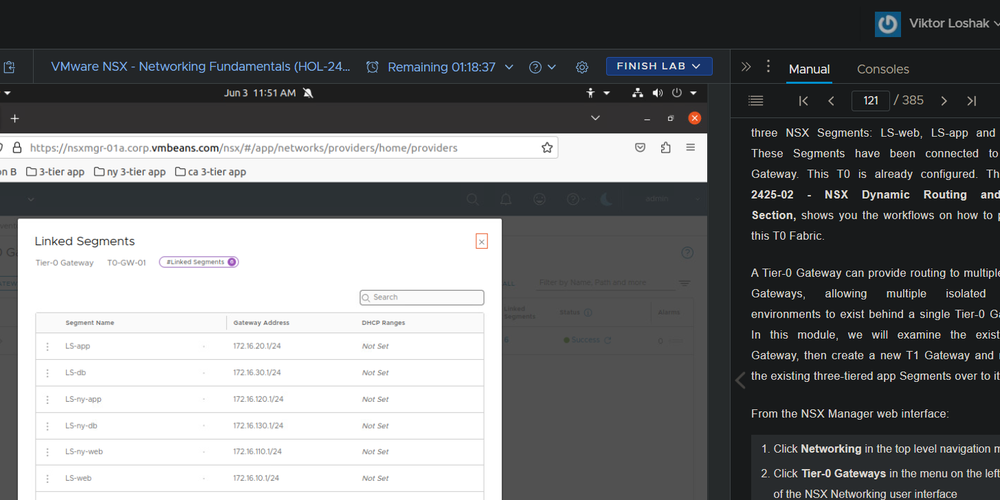 Viktor Loshak
VMware NSX - Networking Fundamentals (HOL-24...
Remaining 01:18:37
FINISH LAB
Manual
Consoles
Jun 3 11:51 AM
121 / 385
https://nsxmgr-01a.corp.vmbeans.com/nsx/#/app/networks/providers/home/providers
on B
3-tier app
ny 3-tier app
ca 3-tier app
admin
Linked Segments
Tier-0 Gateway T0-GW-01 #Linked Segments 6
ALL
Filter by Name, Path and more
Search
Linked
Segments
Status
Alarms
6
Success
0
Segment Name Gateway Address DHCP Ranges
LS-app 172.16.20.1/24 Not Set
LS-db 172.16.30.1/24 Not Set
LS-ny-app 172.16.120.1/24 Not Set
LS-ny-db 172.16.130.1/24 Not Set
LS-ny-web 172.16.110.1/24 Not Set
LS-web 172.16.10.1/24 Not Set
three NSX Segments: LS-web, LS-app and
These Segments have been connected to
Gateway. This T0 is already configured. Th
2425-02 - NSX Dynamic Routing and
Section, shows you the workflows on how to p
this T0 Fabric.
A Tier-0 Gateway can provide routing to multiple
Gateways, allowing multiple isolated
environments to exist behind a single Tier-0 Ga
In this module, we will examine the exist
Gateway, then create a new T1 Gateway and
the existing three-tiered app Segments over to it
From the NSX Manager web interface:
1. Click Networking in the top level navigation m
2. Click Tier-0 Gateways in the menu on the left
of the NSX Networking user interface